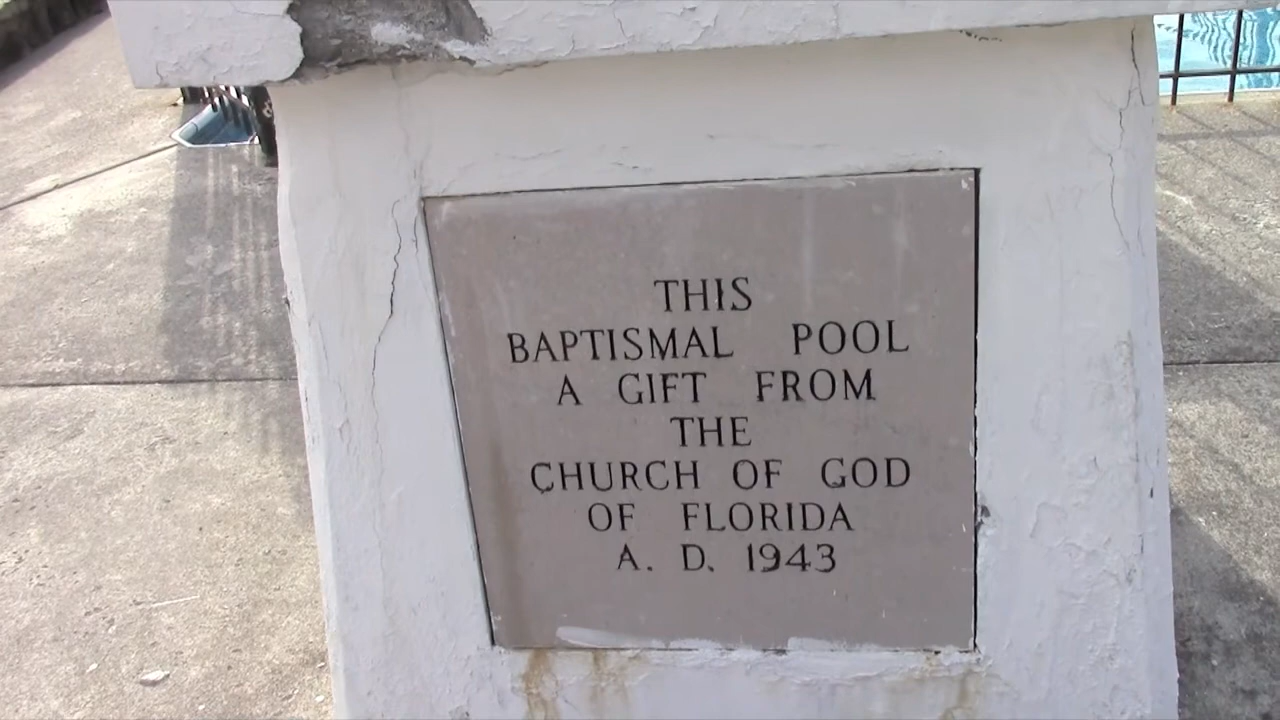 THIS
BAPTISMAL POOL
A GIFT FROM
THE
CHURCH OF GOD
OF FLORIDA
A. D. 1943